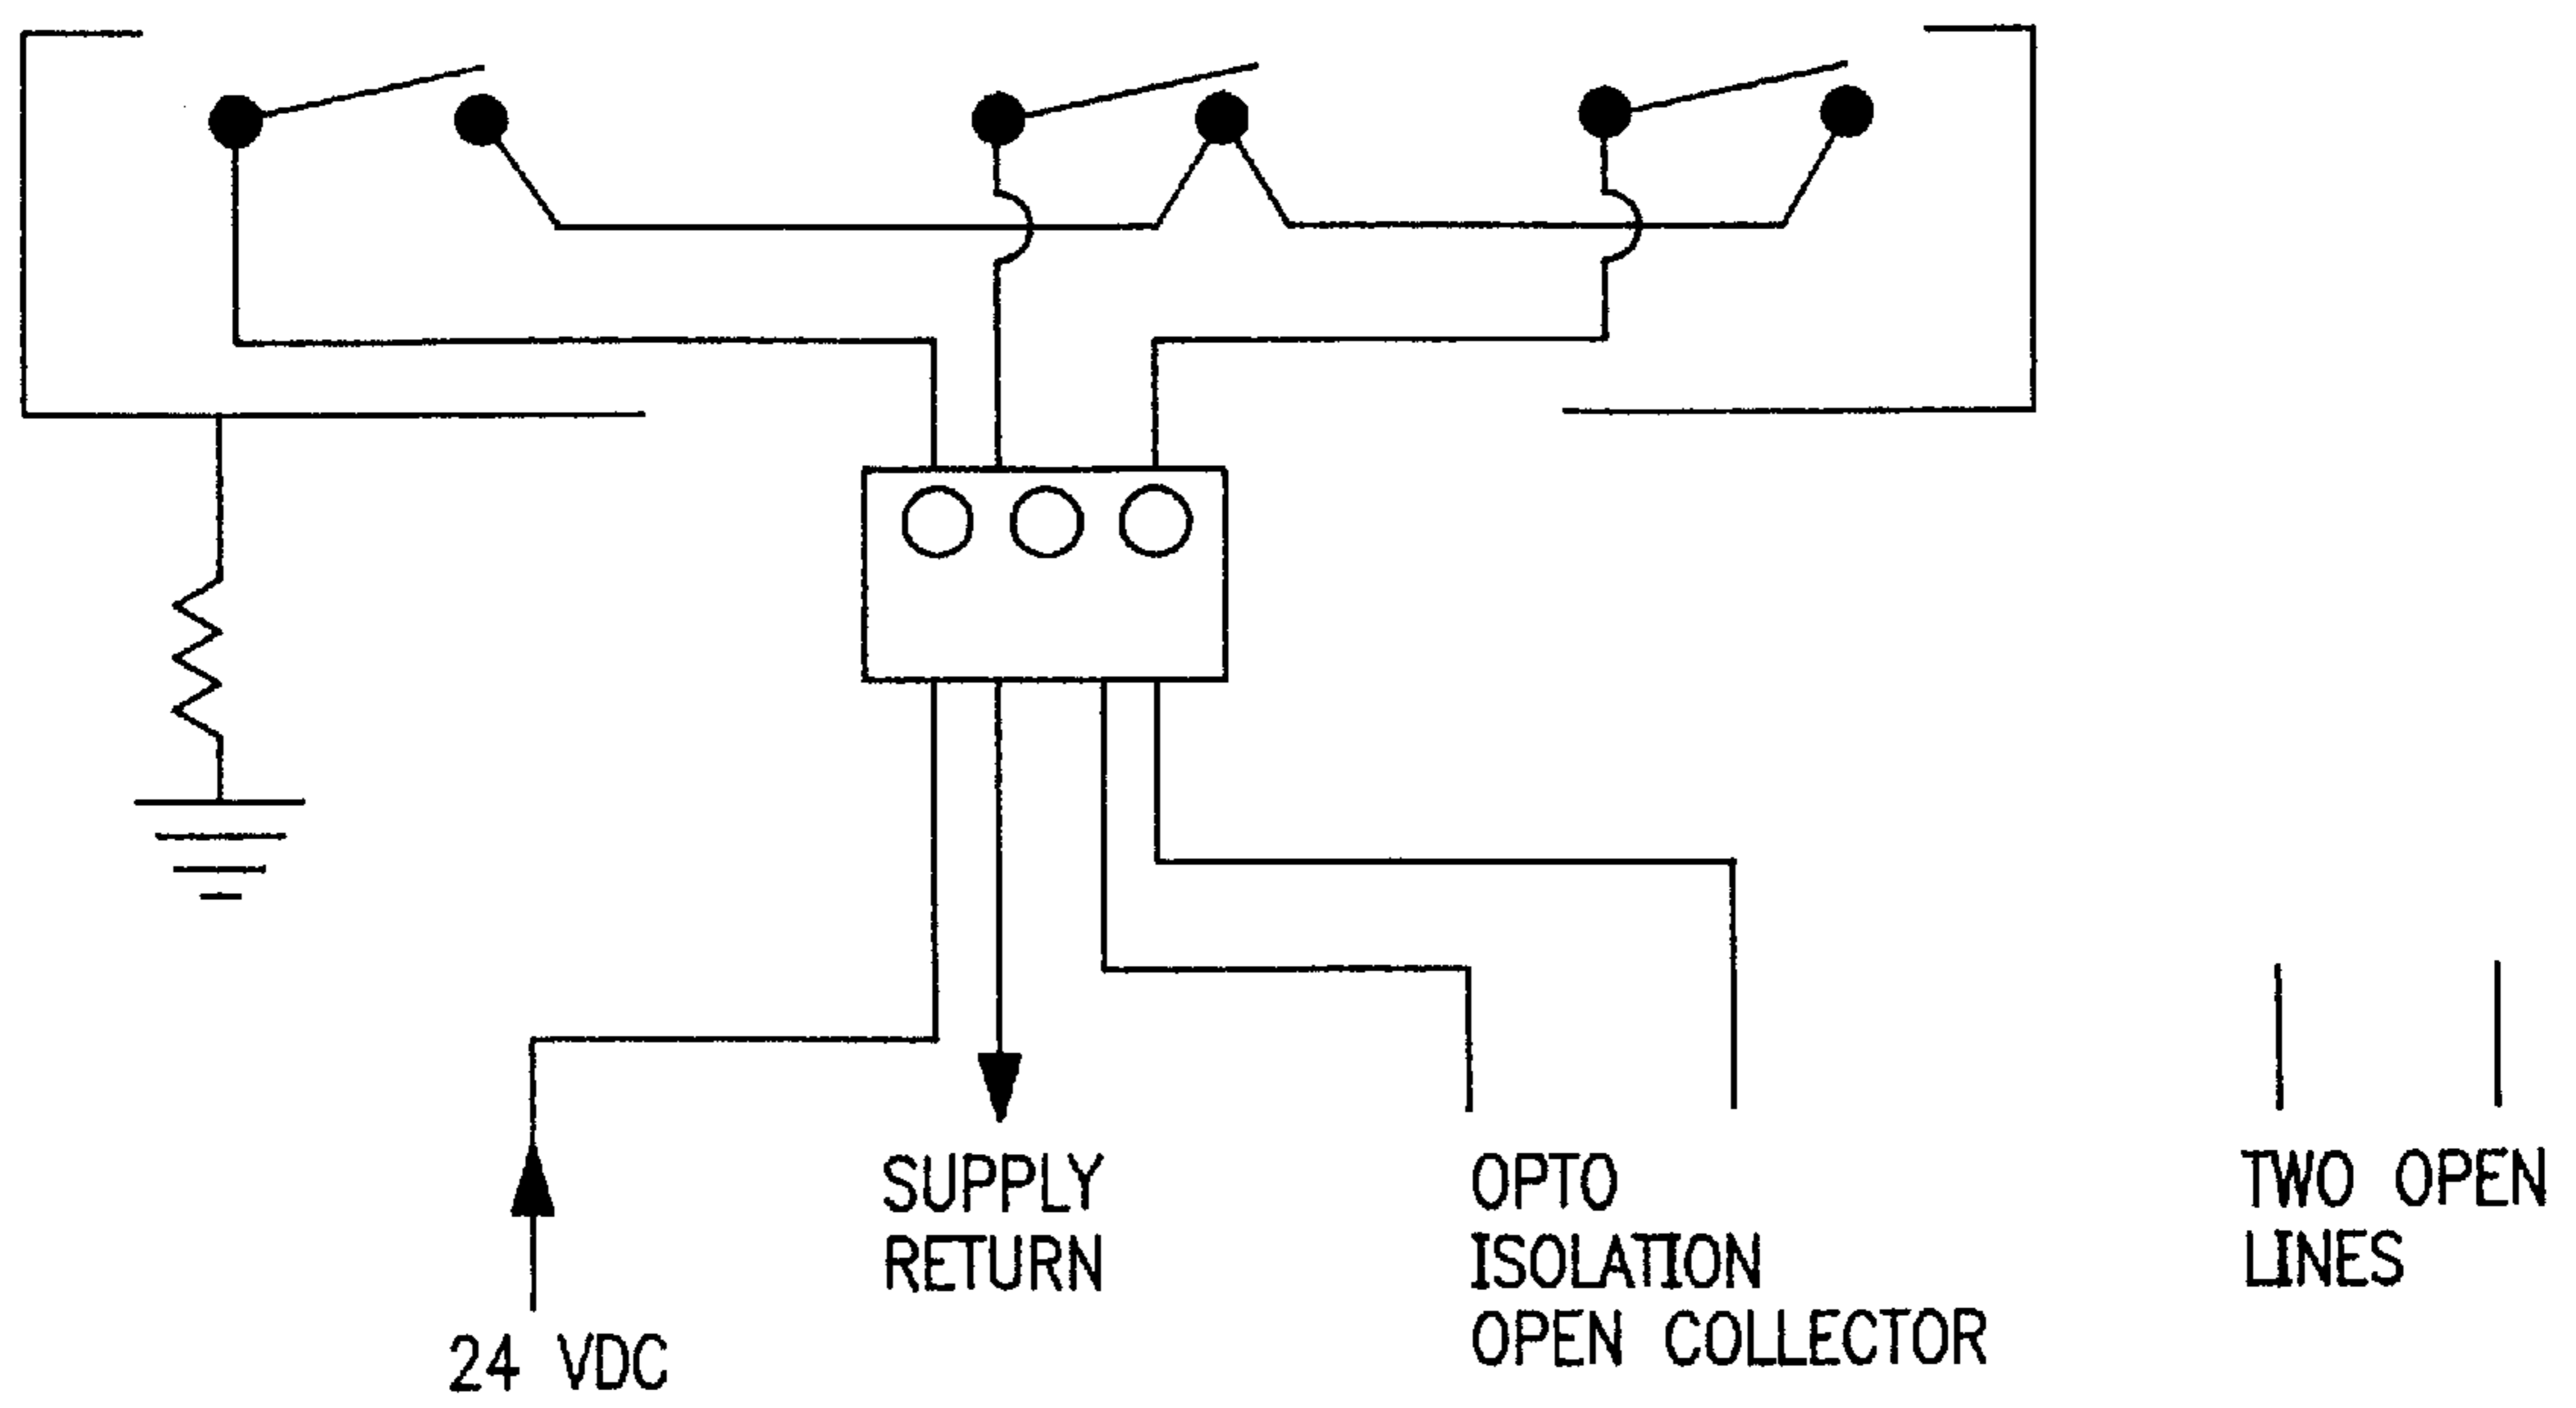 SUPPLY
RETURN
24 VDC
OPTO
ISOLATION
OPEN COLLECTOR
TWO OPEN
LINES